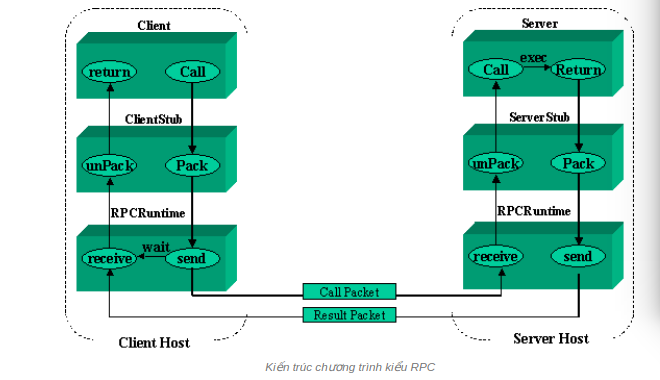 Client
return
Call
ClientStub
unPack
Pack
RPCRuntime
wait
receive
send
Client Host
Server
exec
Call
Return
ServerStub
unPack
Pack
RPCRuntime
receive
send
Server Host
Call Packet
Result Packet
Kiến trúc chương trình kiểu RPC